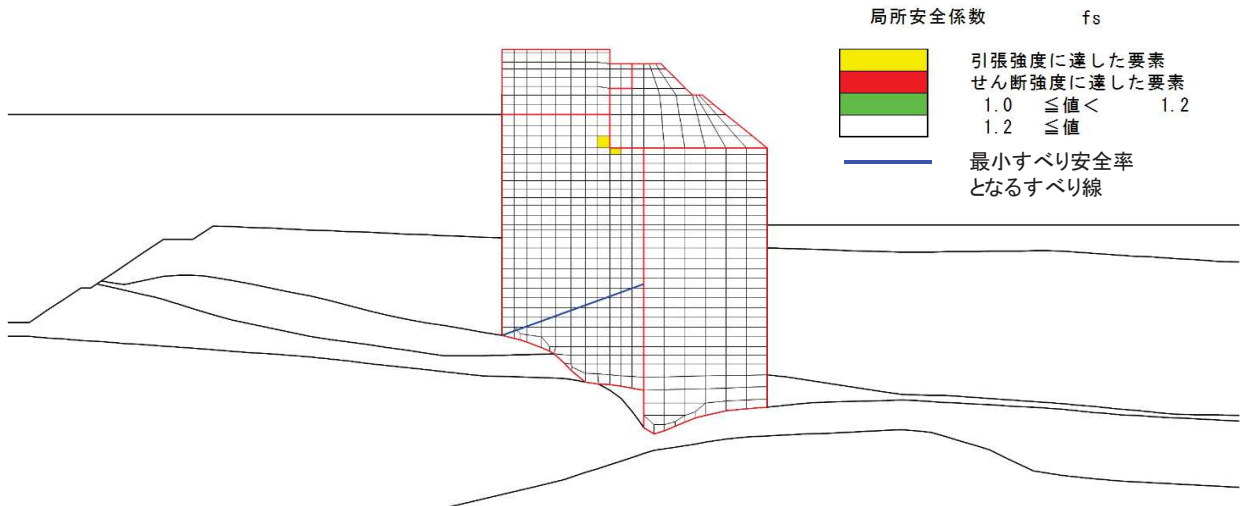 局所安全係数 fs
引張強度に達した要素
せん断強度に達した要素
1.0 ≦値＜ 1.2
1.2 ≦値
最小すべり安全率
となるすべり線